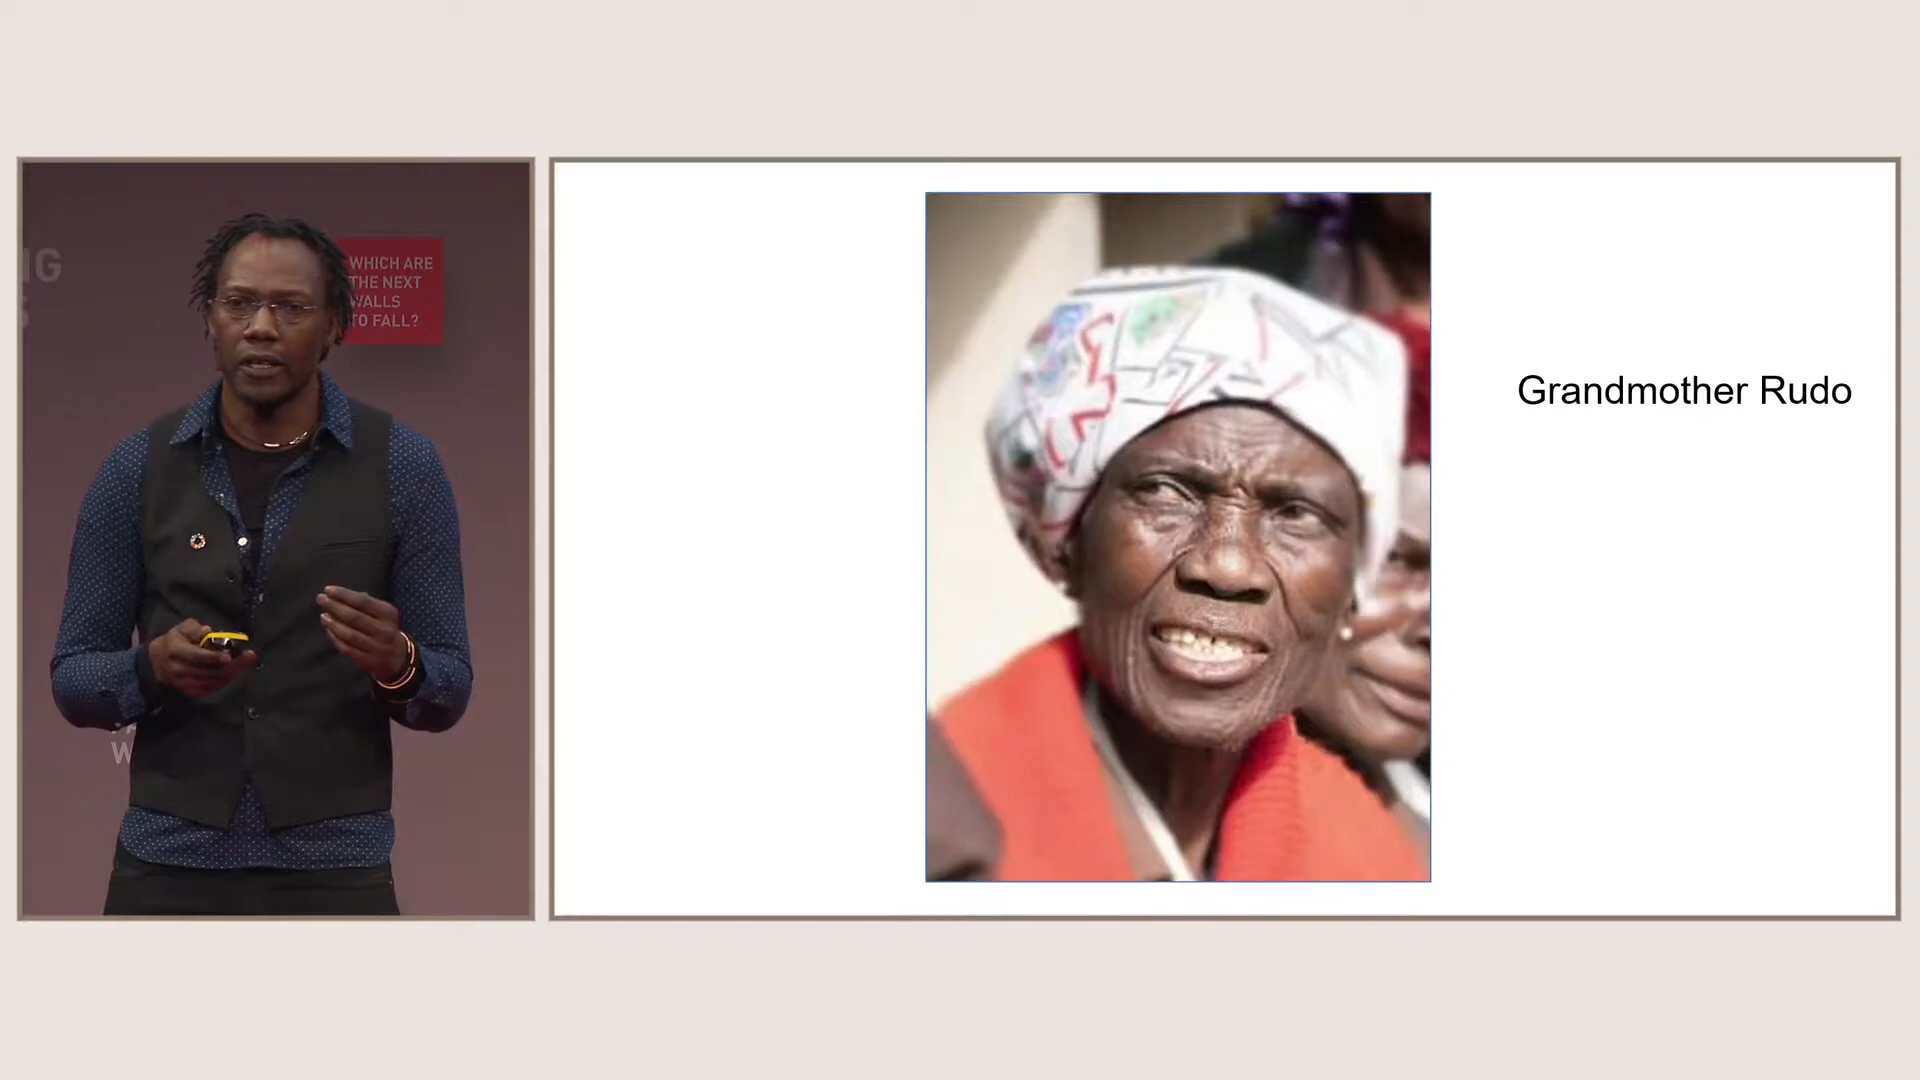 WHICH ARE
THE NEXT
WALLS
TO FALL?
Grandmother Rudo